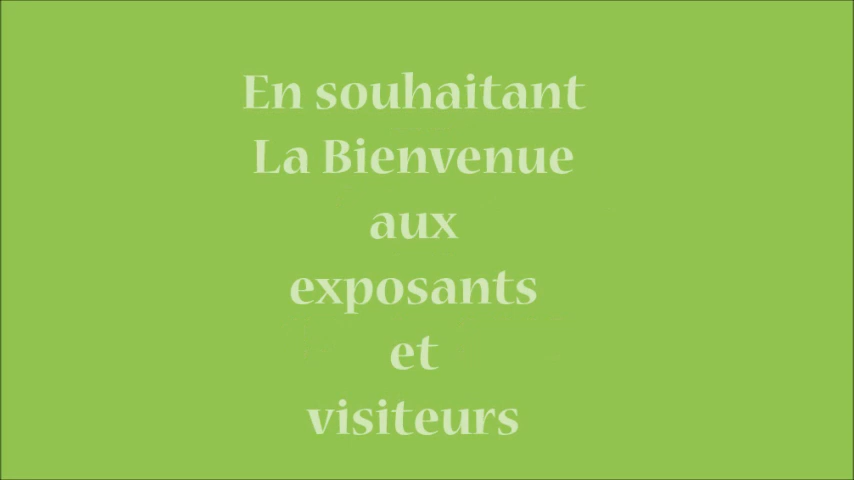 En souhaitant
La Bienvenue
aux
exposants
et
visiteurs